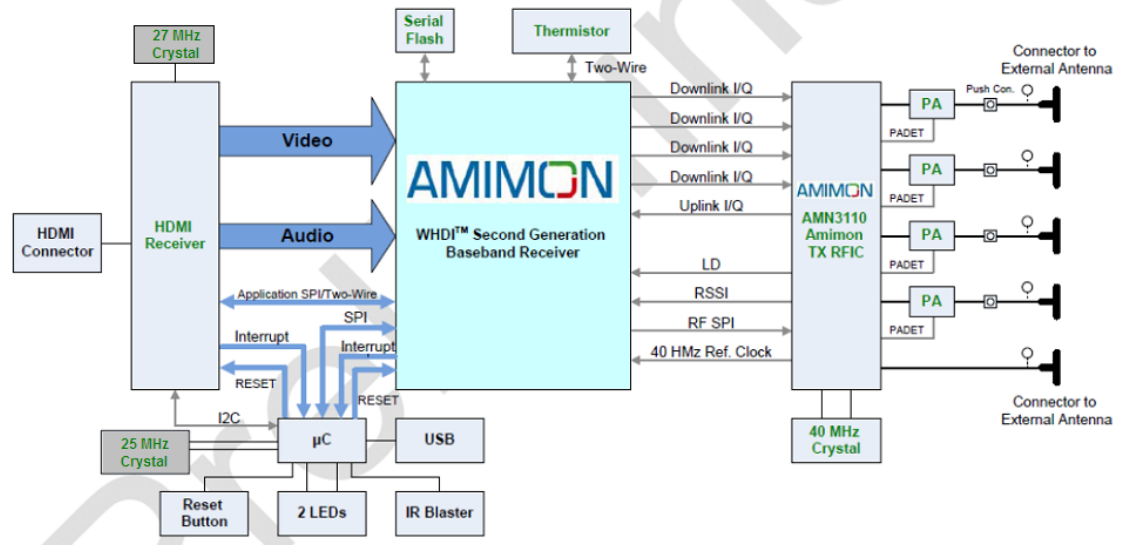 27 MHz
Crystal
Serial
Flash
Thermistor
Two-Wire
Connector to
External Antenna
Video
Audio
HDMI
Connector
HDMI
Receiver
AMIMON
WHDI™ Second Generation
Baseband Receiver
Downlink I/Q
Downlink I/Q
Downlink I/Q
Downlink I/Q
Uplink I/Q
LD
RSSI
RF SPI
40 HMz Ref. Clock
AMIMON
AMN3110
Amimon
TX RFIC
PA
Push Con.
PADET
PA
PADET
PA
PADET
PA
PADET
Connector to
External Antenna
40 MHz
Crystal
Application SPI/Two-Wire
SPI
Interrupt
Interrupt
RESET
RESET
I2C
25 MHz
Crystal
µC
USB
Reset
Button
2 LEDs
IR Blaster